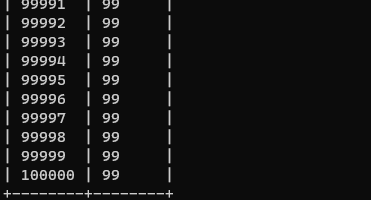 | 99991  | 99     |
| 99992  | 99     |
| 99993  | 99     |
| 99994  | 99     |
| 99995  | 99     |
| 99996  | 99     |
| 99997  | 99     |
| 99998  | 99     |
| 99999  | 99     |
| 100000 | 99     |
+--------+--------+